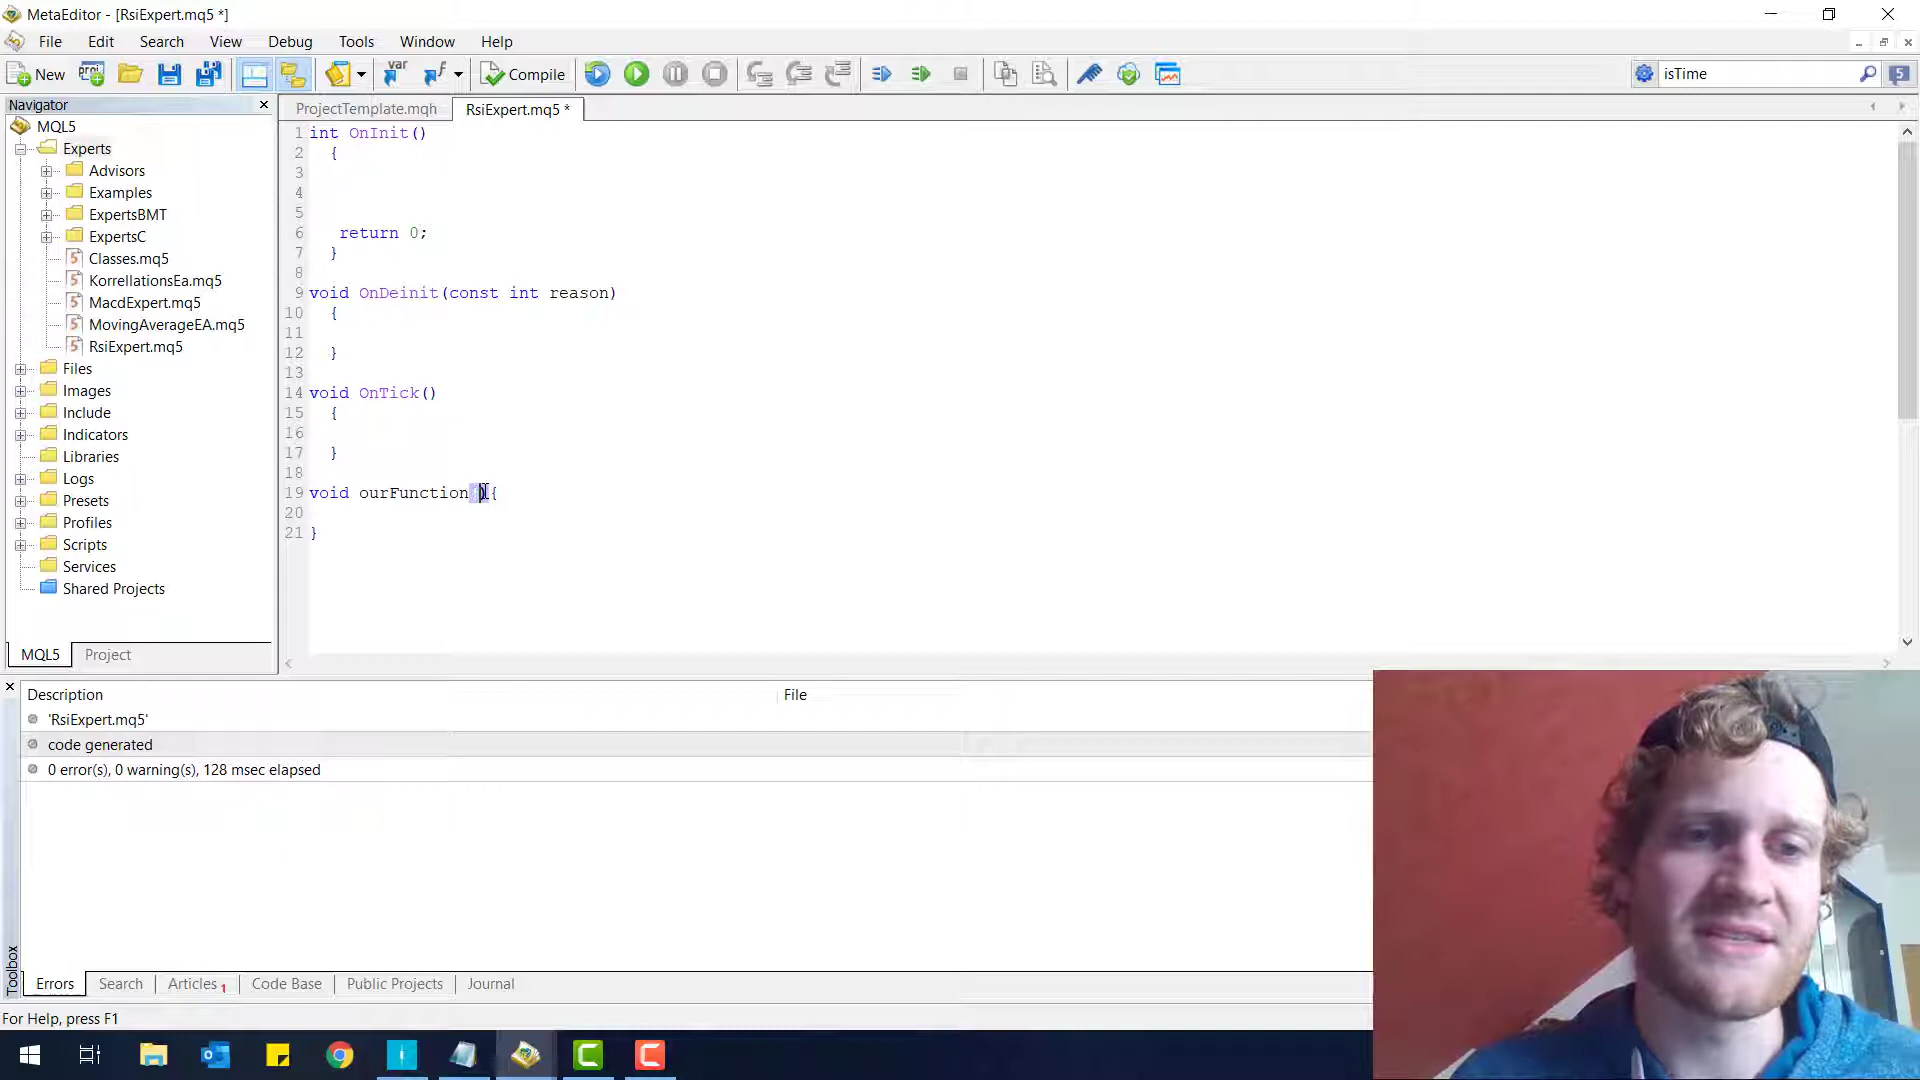 MetaEditor - [RsiExpert.mq5 *]
File Edit Search View Debug Tools Window Help
New Compile isTime 5
Navigator
ProjectTemplate.mqh RsiExpert.mq5 *
MQL5
Experts
Advisors
Examples
ExpertsBMT
ExpertsC
Classes.mq5
KorrellationsEa.mq5
MacdExpert.mq5
MovingAverageEA.mq5
RsiExpert.mq5
Files
Images
Include
Indicators
Libraries
Logs
Presets
Profiles
Scripts
Services
Shared Projects
MQL5 Project
1 int OnInit()
2 {
3
4
5
6 return 0;
7 }
8
9 void OnDeinit(const int reason)
10 {
11
12 }
13
14 void OnTick()
15 {
16
17 }
18
19 void ourFunction(){
20
21 }
Description File
'RsiExpert.mq5'
code generated
0 error(s), 0 warning(s), 128 msec elapsed
Toolbox
Errors Search Articles 1 Code Base Public Projects Journal
For Help, press F1